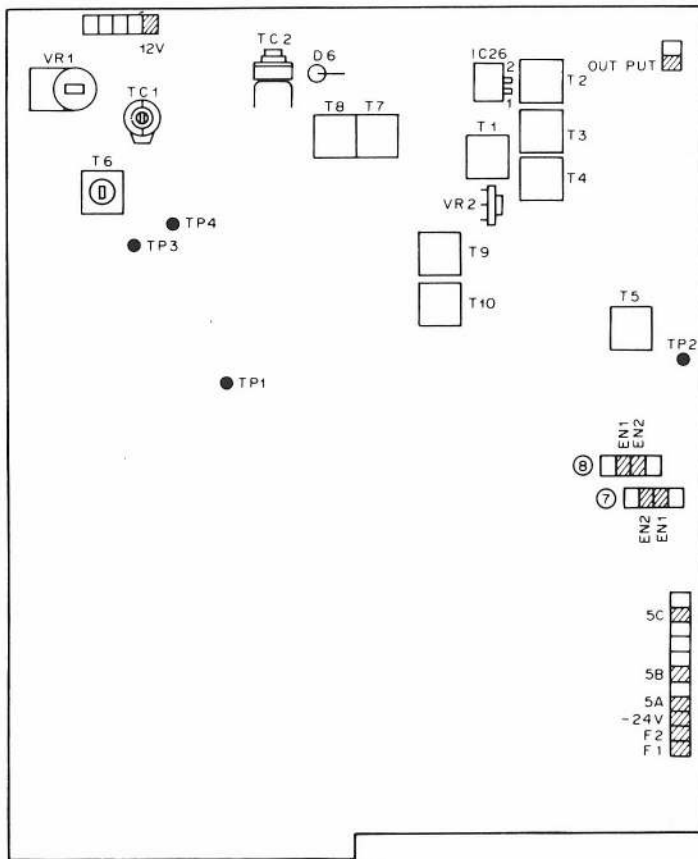 12V
VR1
TC1
TC2
D6
IC26
2
1
T2
OUT PUT
T8 T7
T1
T3
T4
T6
VR2
TP4
TP3
T9
T10
T5
TP2
TP1
EN1
EN2
8
7
EN2
EN1
5C
5B
5A
-24V
F2
F1